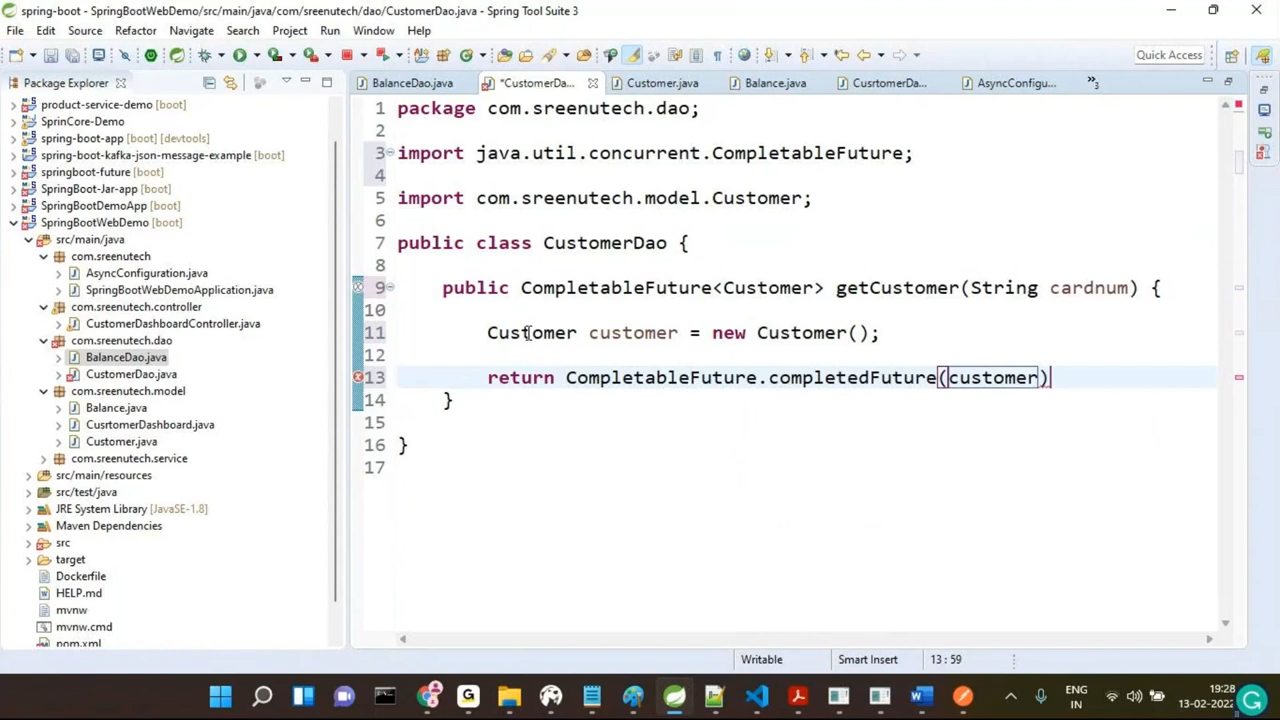 spring-boot - SpringBootWebDemo/src/main/java/com/sreenutech/dao/CustomerDao.java - Spring Tool Suite 3
File Edit Source Refactor Navigate Search Project Run Window Help
Quick Access
Package Explorer
BalanceDao.java *CustomerDa... Customer.java Balance.java CusrtomerDa... AsyncConfigu... »3
product-service-demo [boot]
SprinCore-Demo
spring-boot-app [boot] [devtools]
spring-boot-kafka-json-message-example [boot]
springboot-future [boot]
SpringBoot-Jar-app [boot]
SpringBootDemoApp [boot]
SpringBootWebDemo [boot]
src/main/java
com.sreenutech
AsyncConfiguration.java
SpringBootWebDemoApplication.java
com.sreenutech.controller
CustomerDashboardController.java
com.sreenutech.dao
BalanceDao.java
CustomerDao.java
com.sreenutech.model
Balance.java
CusrtomerDashboard.java
Customer.java
com.sreenutech.service
src/main/resources
src/test/java
JRE System Library [JavaSE-1.8]
Maven Dependencies
src
target
Dockerfile
HELP.md
mvnw
mvnw.cmd
pom.xml
1 package com.sreenutech.dao;
2
3 import java.util.concurrent.CompletableFuture;
4
5 import com.sreenutech.model.Customer;
6
7 public class CustomerDao {
8
9 public CompletableFuture<Customer> getCustomer(String cardnum) {
10
11 Customer customer = new Customer();
12
13 return CompletableFuture.completedFuture(customer)
14 }
15
16 }
17
Writable Smart Insert 13 : 59
ENG
IN
19:28
13-02-2022